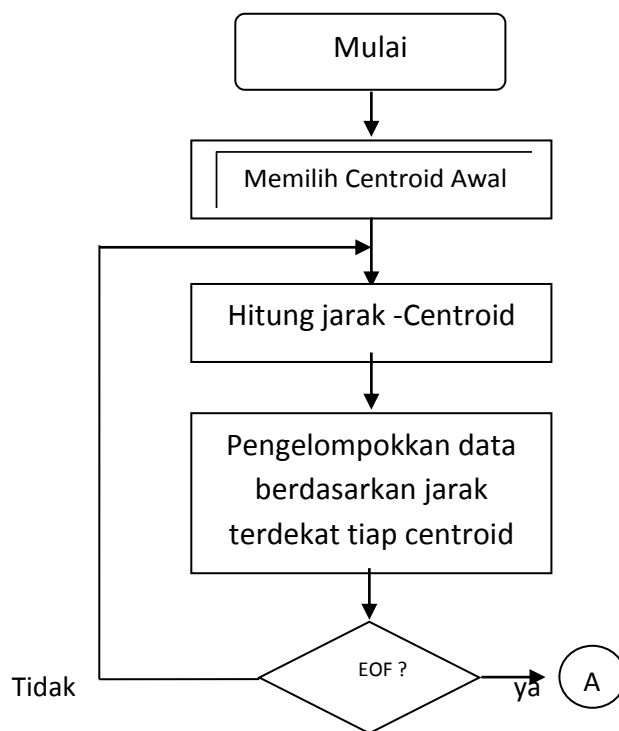 Mulai
Memilih Centroid Awal
Hitung jarak -Centroid
Pengelompokkan data
berdasarkan jarak
terdekat tiap centroid
EOF ?
Tidak
ya
A